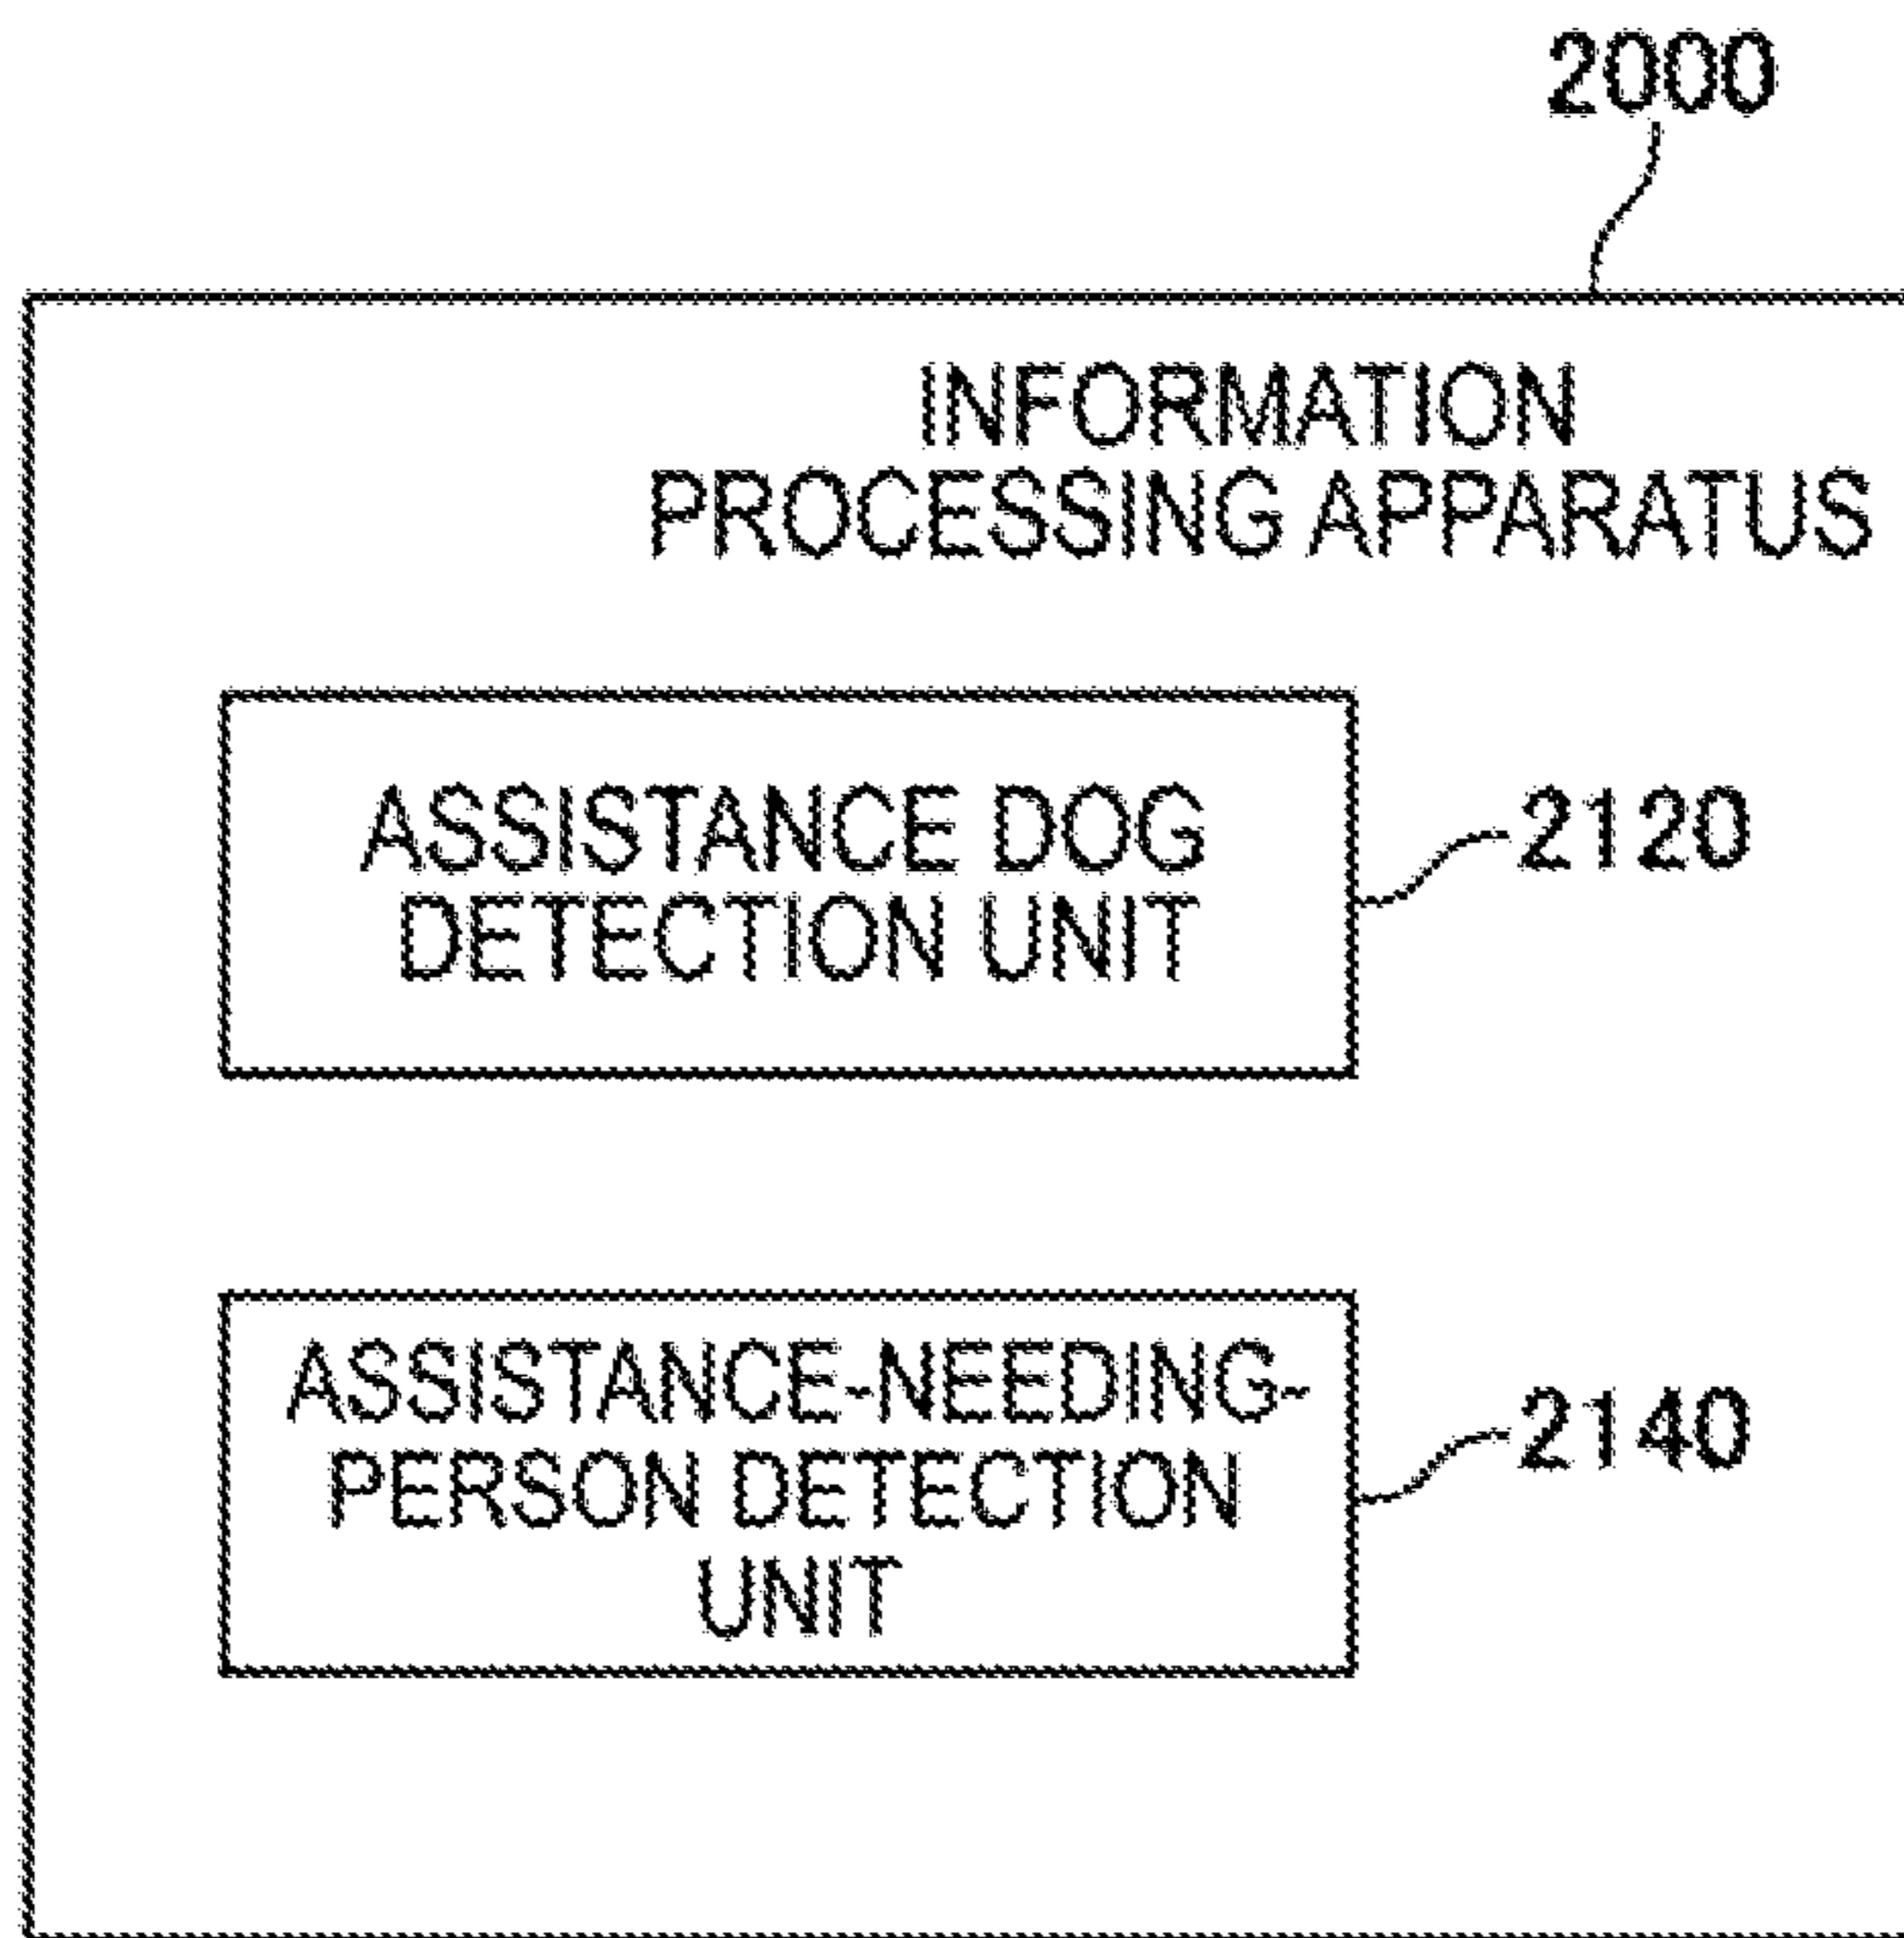 2000
INFORMATION
PROCESSING APPARATUS
ASSISTANCE DOG
DETECTION UNIT
2120
ASSISTANCE-NEEDING-
PERSON DETECTION
UNIT
2140